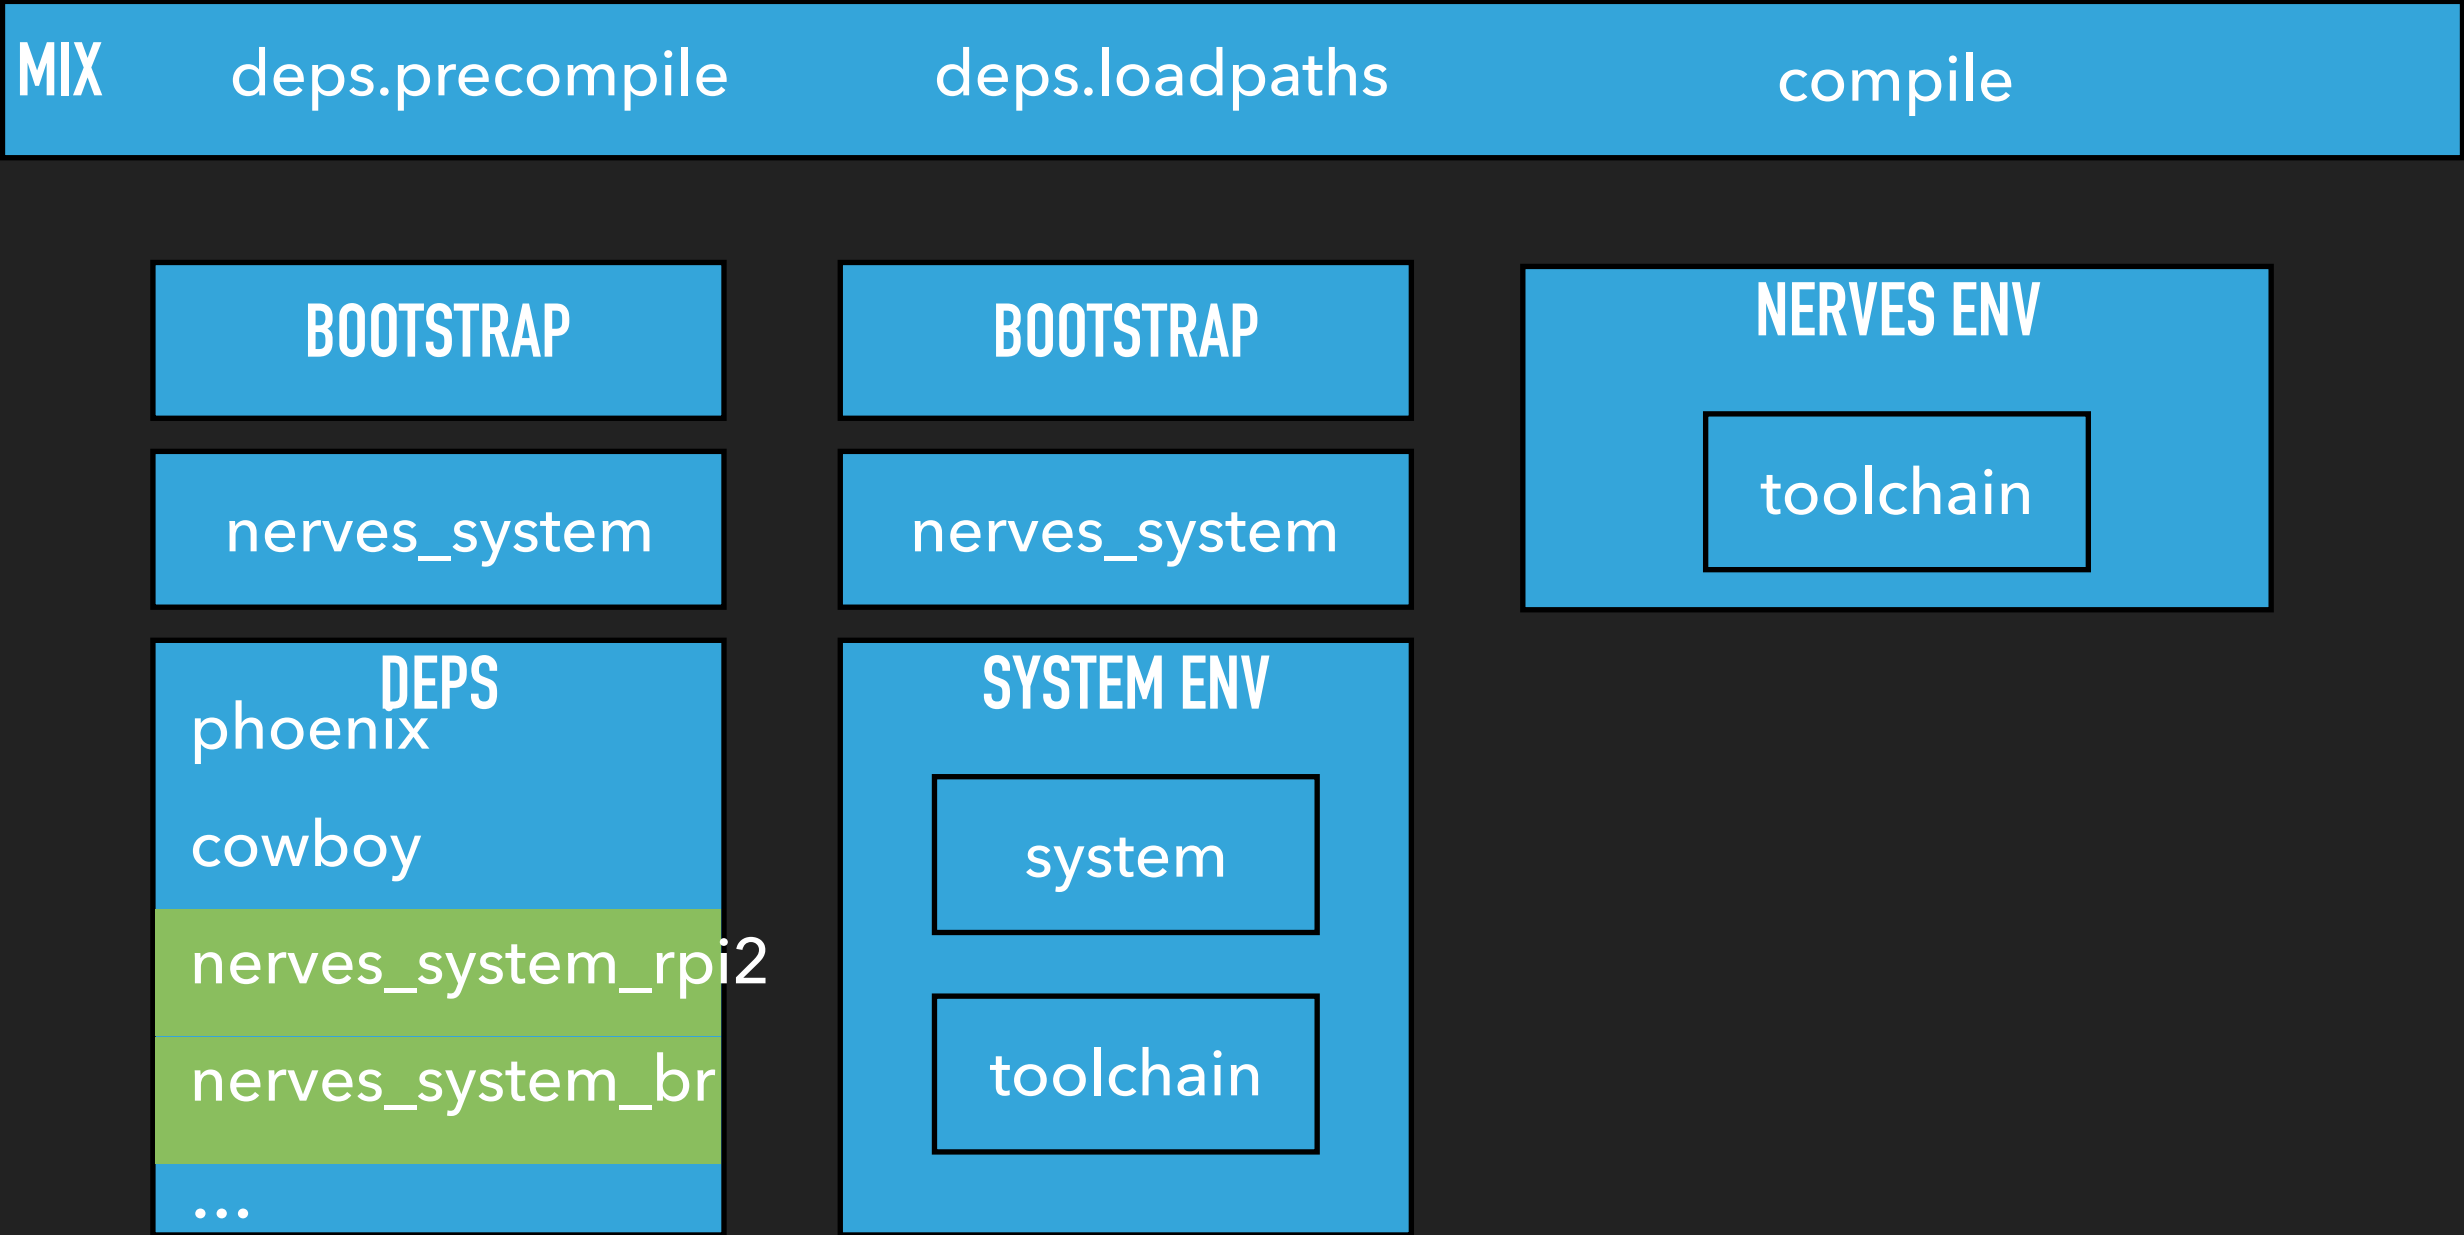 MIX deps.precompile deps.loadpaths compile
BOOTSTRAP
nerves_system
DEPS
phoenix
cowboy
nerves_system_rpi2
nerves_system_br
...
BOOTSTRAP
nerves_system
SYSTEM ENV
system
toolchain
NERVES ENV
toolchain